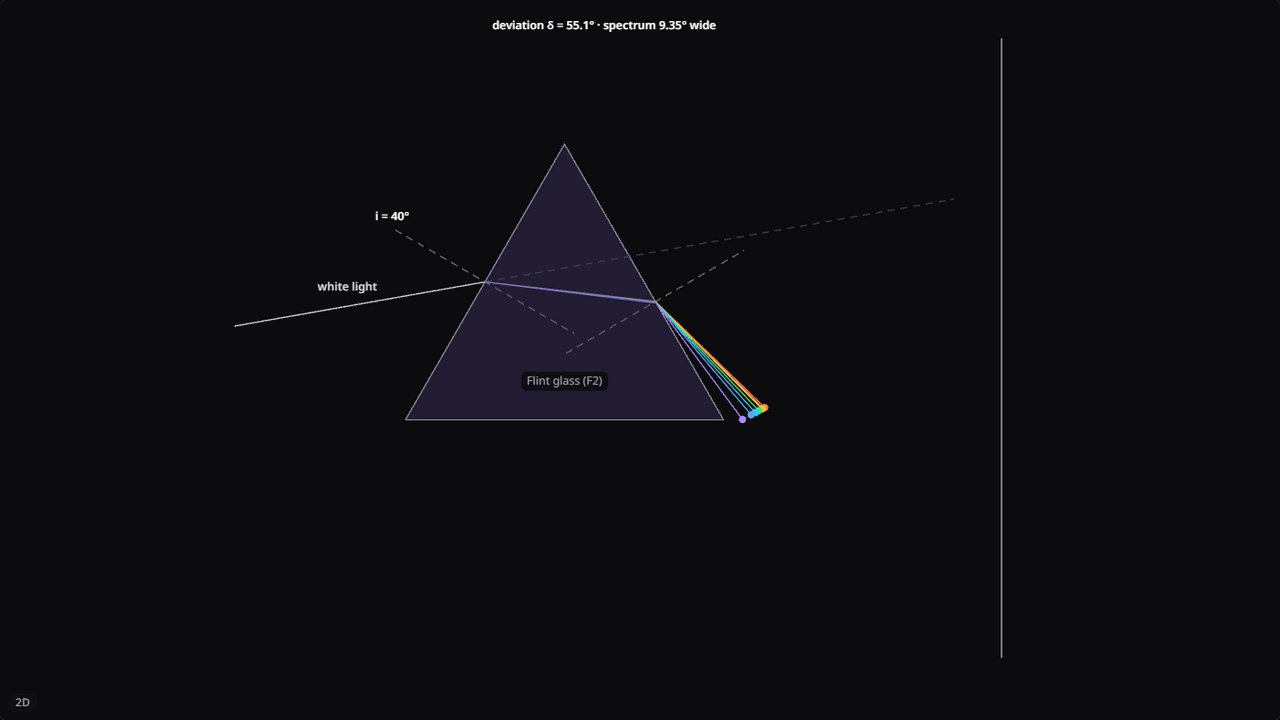 deviation δ = 55.1° · spectrum 9.35° wide
i = 40°
white light
Flint glass (F2)
2D